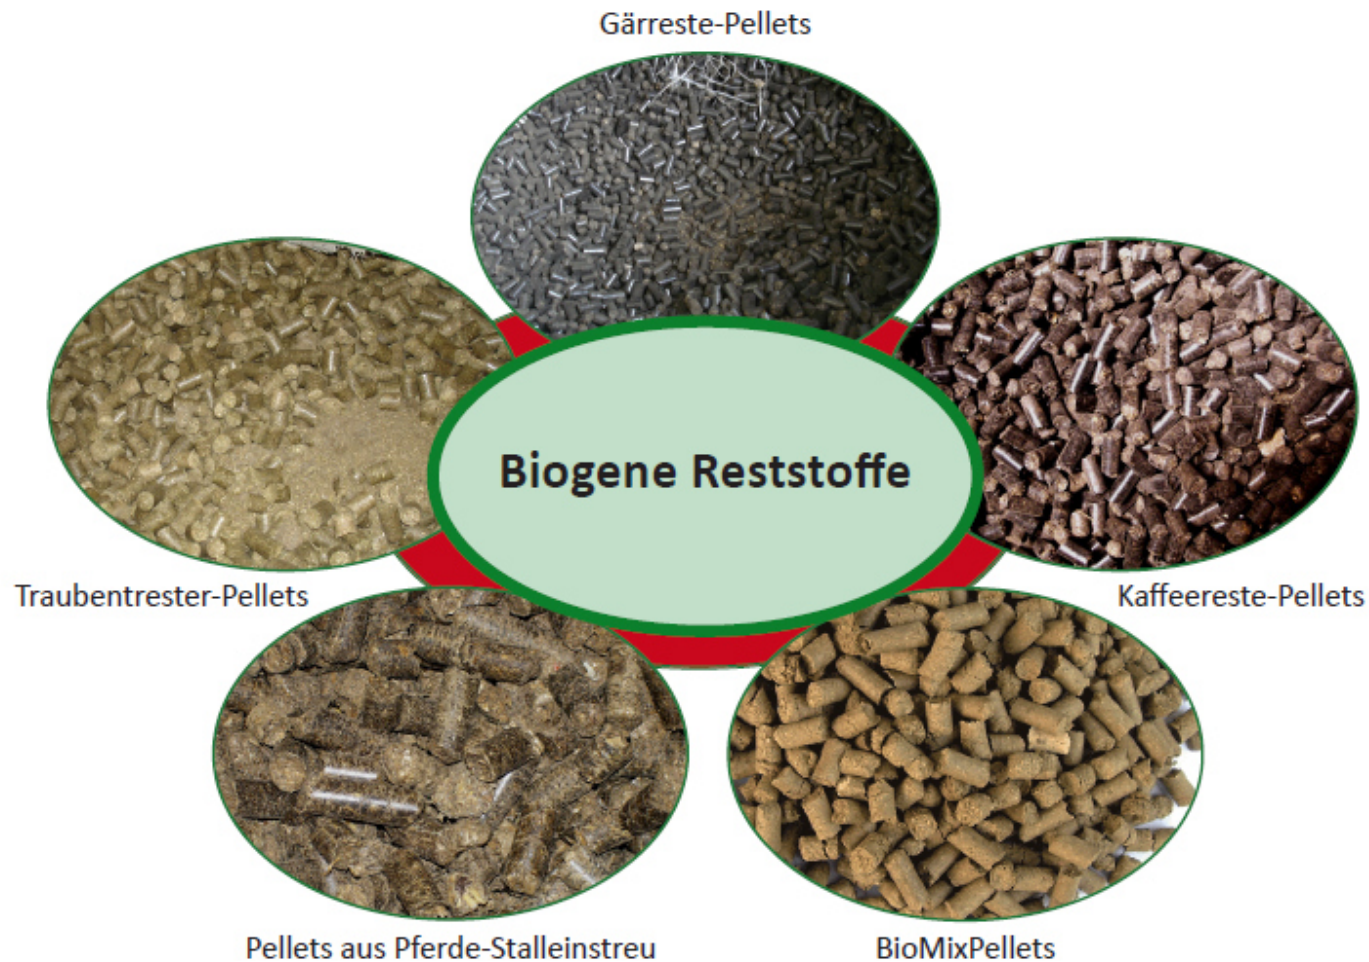 Gärreste-Pellets
Biogene Reststoffe
Traubentrester-Pellets
Kaffeereste-Pellets
Pellets aus Pferde-Stalleinstreu
BioMixPellets